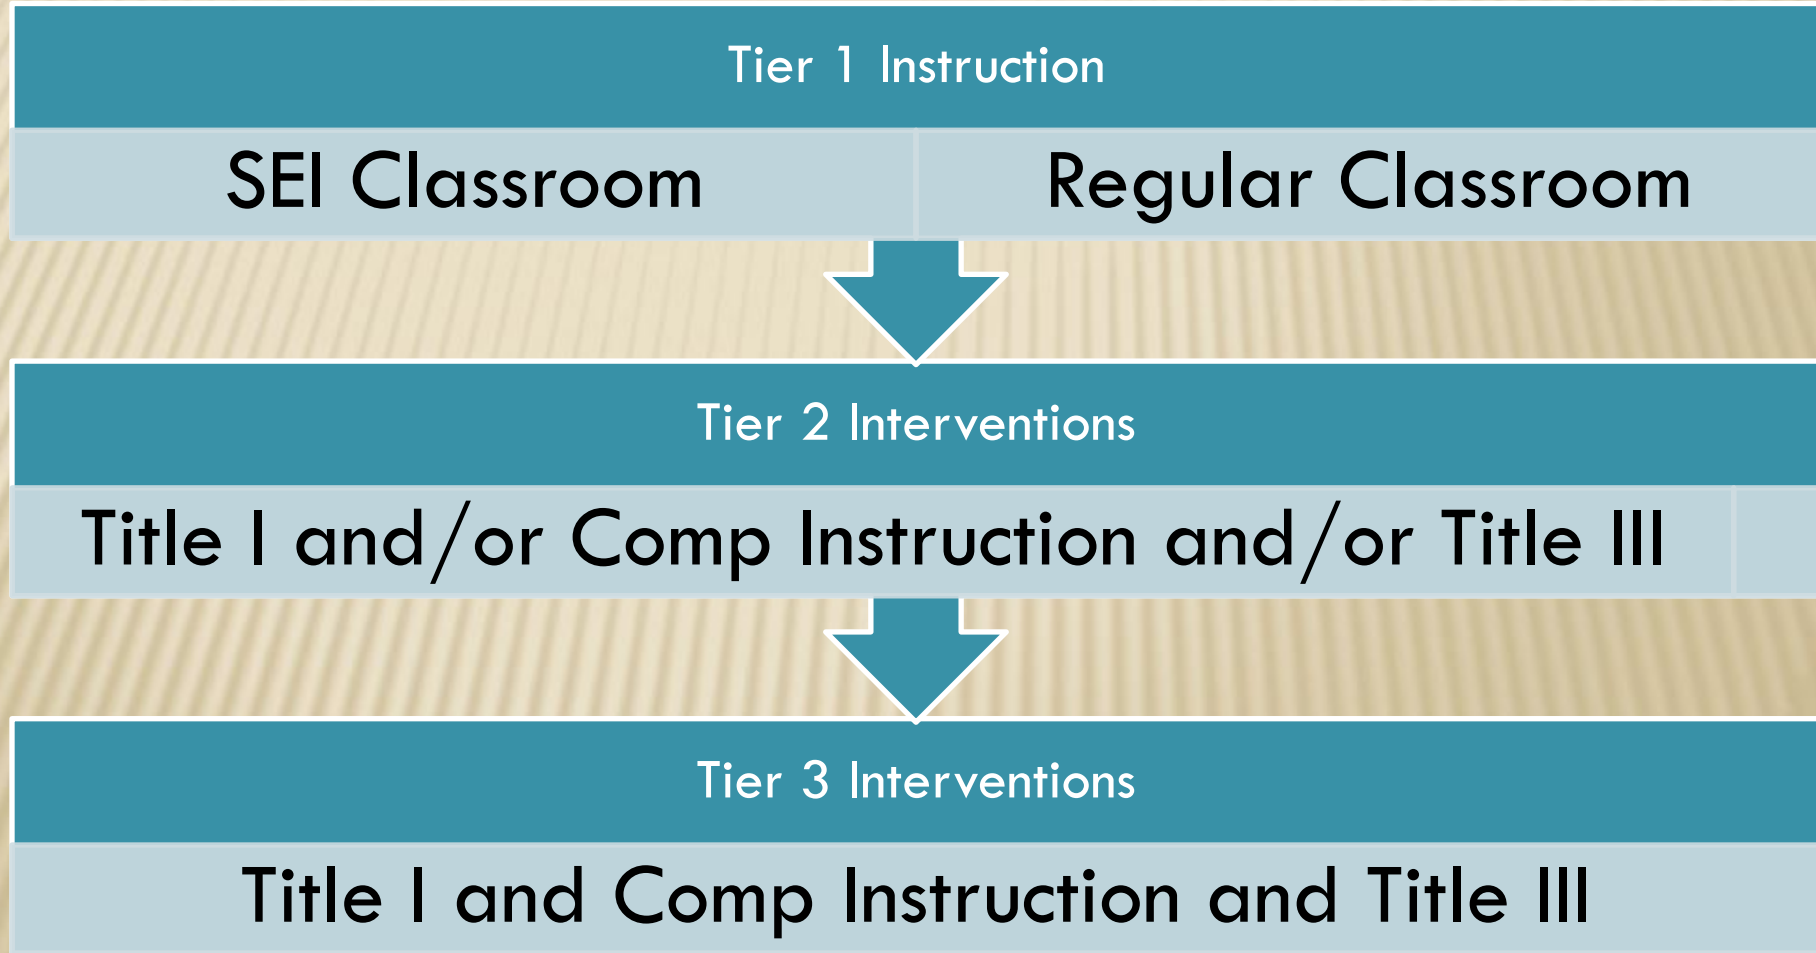 Tier 1 Instruction
SEI Classroom
Regular Classroom
Tier 2 Interventions
Title I and/or Comp Instruction and/or Title III
Tier 3 Interventions
Title I and Comp Instruction and Title III